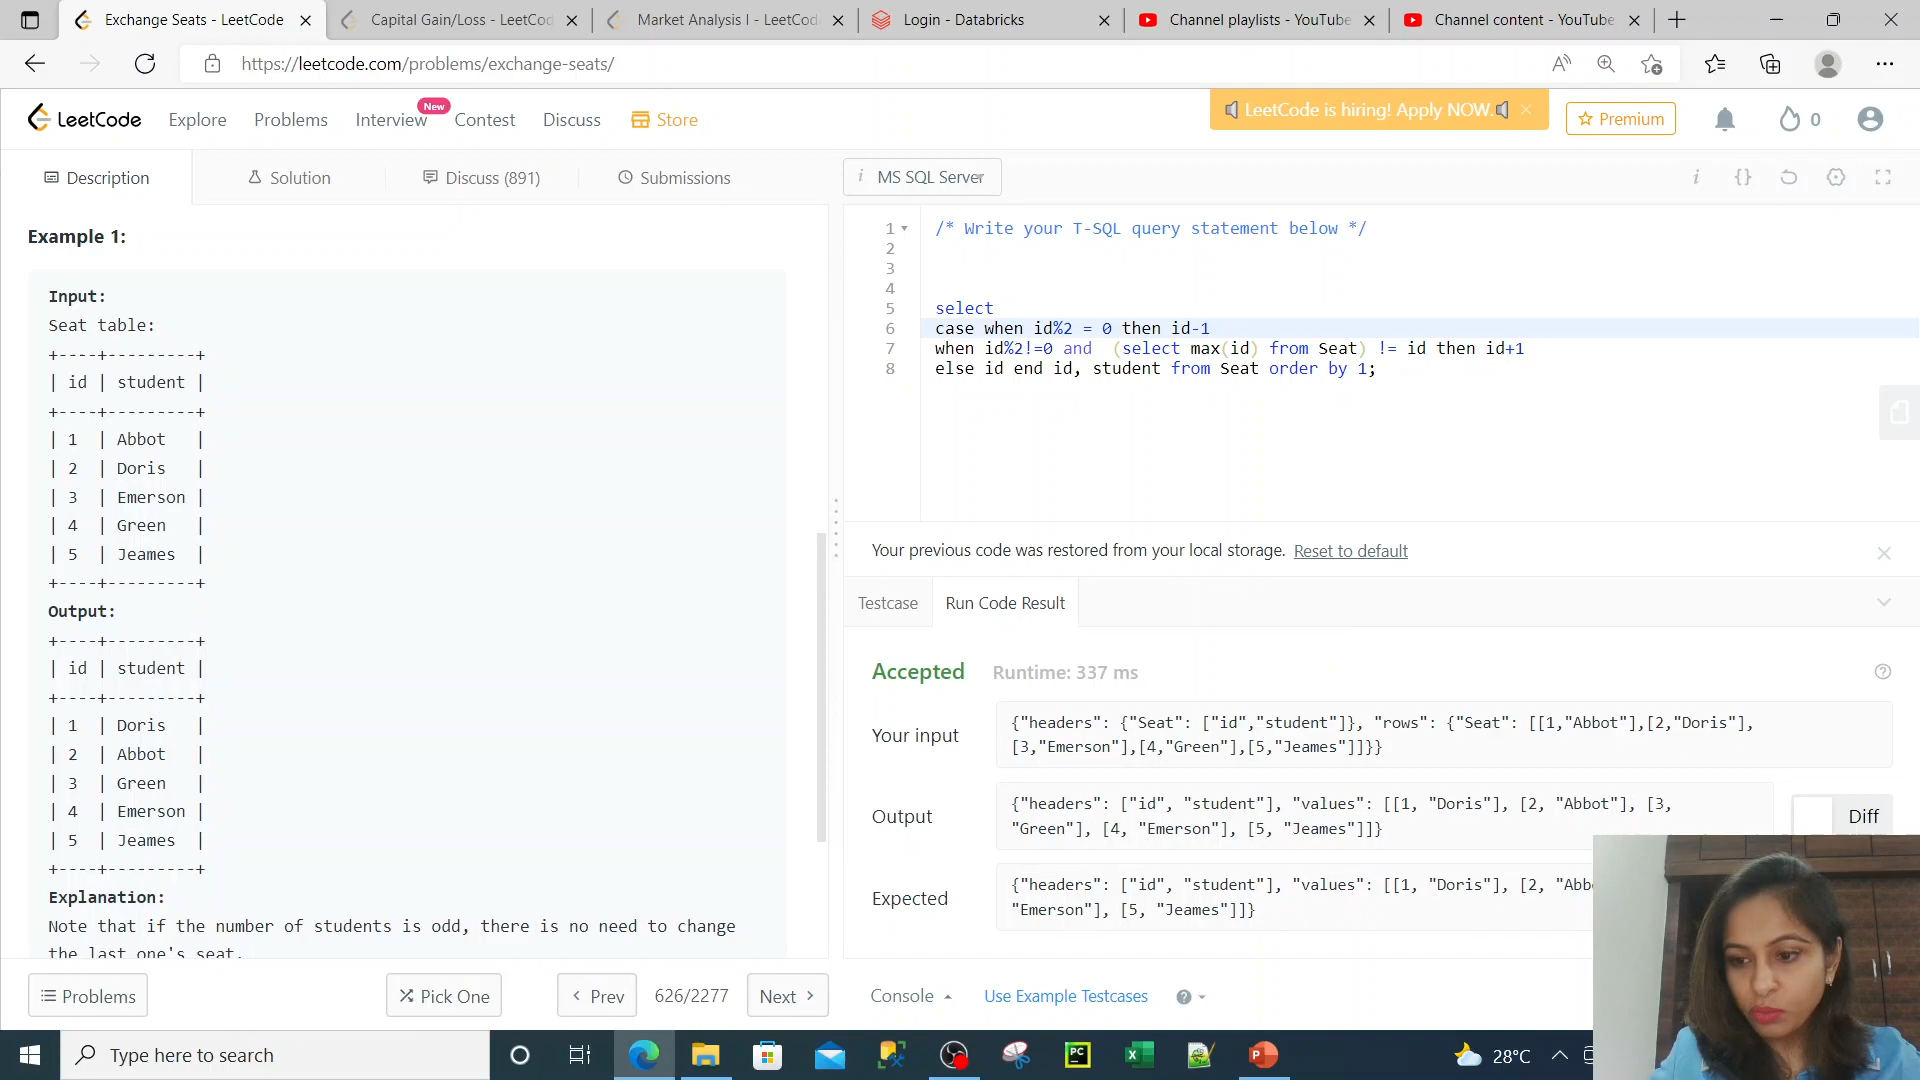 Exchange Seats - LeetCode
Capital Gain/Loss - LeetCod
Market Analysis I - LeetCod
Login - Databricks
Channel playlists - YouTube
Channel content - YouTube
https://leetcode.com/problems/exchange-seats/
LeetCode
Explore
Problems
Interview
New
Contest
Discuss
Store
LeetCode is hiring! Apply NOW.
Premium
0
Description
Solution
Discuss (891)
Submissions
i MS SQL Server
Example 1:
Input:
Seat table:
+----+---------+
| id | student |
+----+---------+
| 1 | Abbot |
| 2 | Doris |
| 3 | Emerson |
| 4 | Green |
| 5 | Jeames |
+----+---------+
Output:
+----+---------+
| id | student |
+----+---------+
| 1 | Doris |
| 2 | Abbot |
| 3 | Green |
| 4 | Emerson |
| 5 | Jeames |
+----+---------+
Explanation:
Note that if the number of students is odd, there is no need to change
the last one's seat.
1 /* Write your T-SQL query statement below */
2
3
4
5 select
6 case when id%2 = 0 then id-1
7 when id%2!=0 and (select max(id) from Seat) != id then id+1
8 else id end id, student from Seat order by 1;
Your previous code was restored from your local storage. Reset to default
Testcase
Run Code Result
Accepted Runtime: 337 ms
Your input
{"headers": {"Seat": ["id","student"]}, "rows": {"Seat": [[1,"Abbot"],[2,"Doris"],
[3,"Emerson"],[4,"Green"],[5,"Jeames"]]}}
Output
{"headers": ["id", "student"], "values": [[1, "Doris"], [2, "Abbot"], [3,
"Green"], [4, "Emerson"], [5, "Jeames"]]}
Diff
Expected
{"headers": ["id", "student"], "values": [[1, "Doris"], [2, "Abb
"Emerson"], [5, "Jeames"]]}
Problems
Pick One
Prev
626/2277
Next
Console
Use Example Testcases
Type here to search
28°C